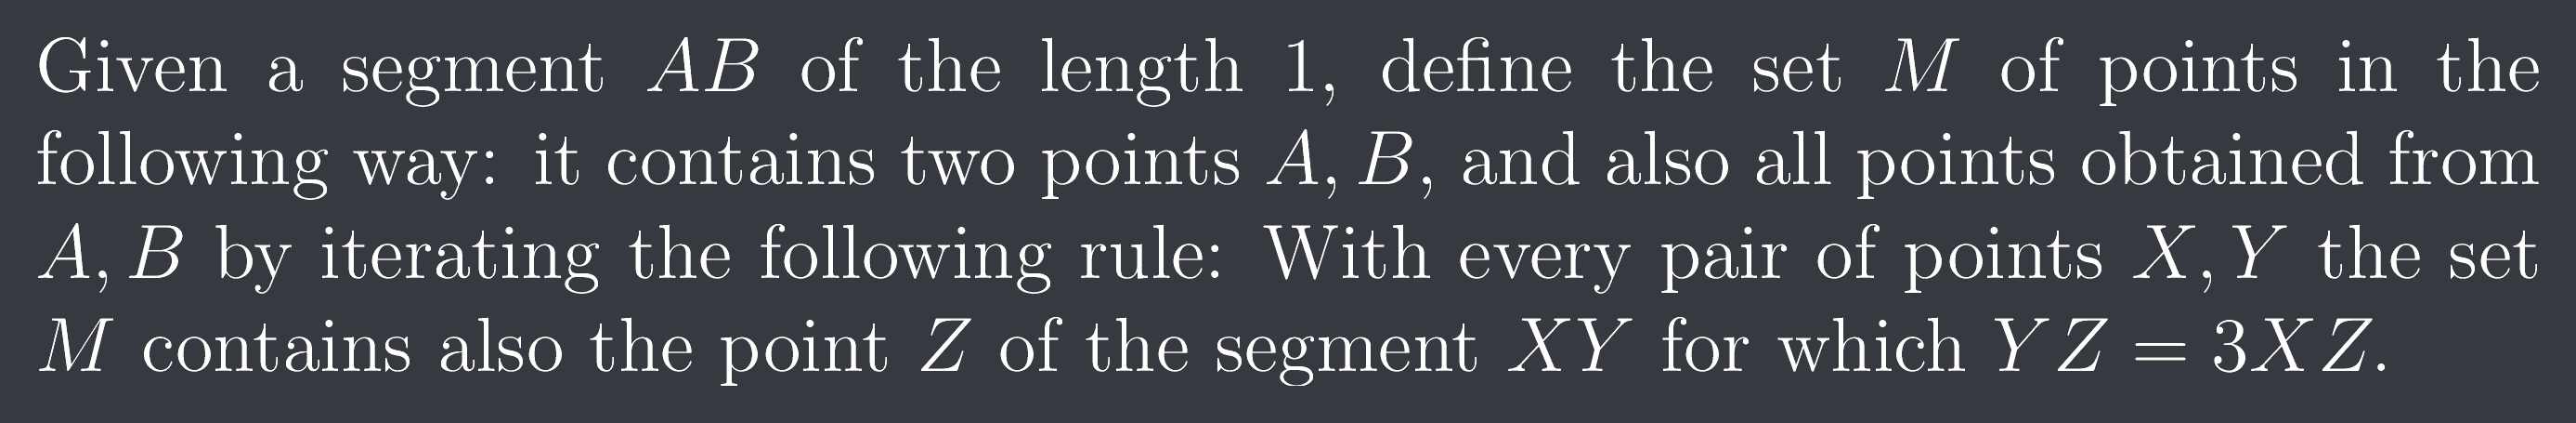 Given a segment AB of the length 1, define the set M of points in the
following way: it contains two points A, B, and also all points obtained from
A, B by iterating the following rule: With every pair of points X, Y the set
M contains also the point Z of the segment XY for which YZ = 3XZ.